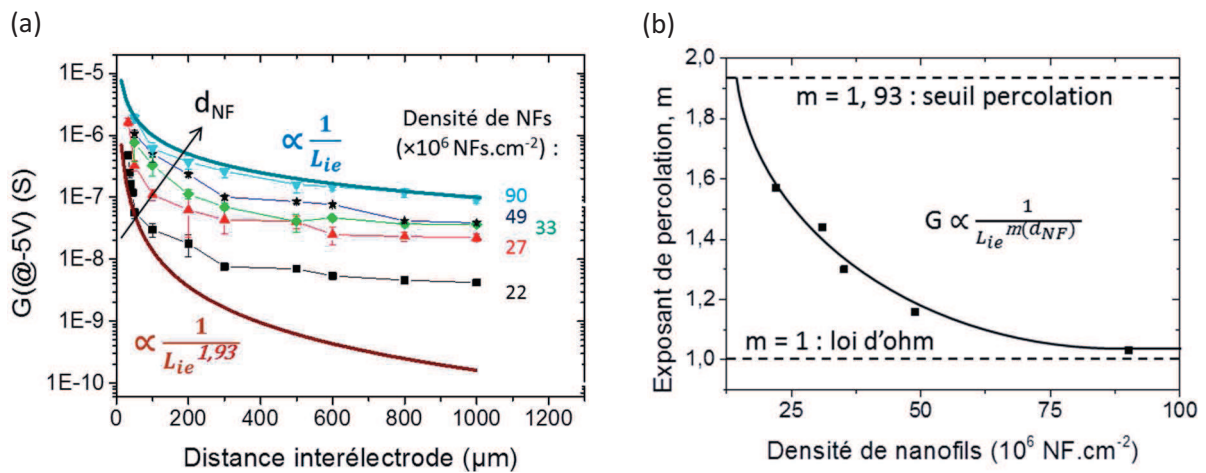 (a)
1E-5
1E-6
1E-7
1E-8
1E-9
1E-10
G(@-5V) (S)
d_NF
∝ 1/L_ie
Densité de NFs
(×10^6 NFs.cm^-2) :
90
49
33
27
22
∝ 1/L_ie^1,93
0 200 400 600 800 1000 1200
Distance interélectrode (µm)
(b)
2,0
1,8
1,6
1,4
1,2
1,0
Exposant de percolation, m
m = 1, 93 : seuil percolation
G ∝ 1/L_ie^m(d_NF)
m = 1 : loi d’ohm
25 50 75 100
Densité de nanofils (10^6 NF.cm^-2)